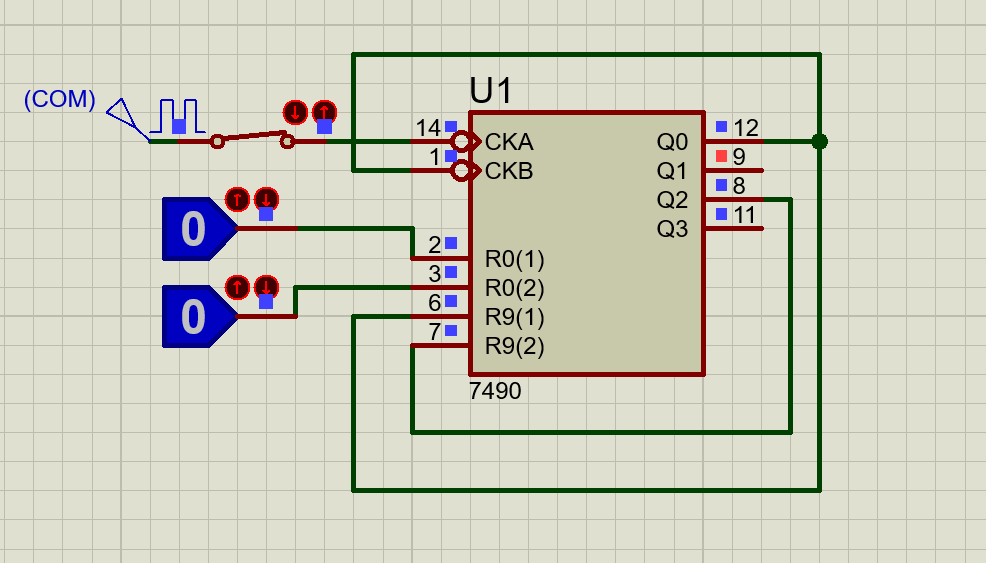 (COM)
U1
14 CKA Q0 12
1 CKB Q1 9
Q2 8
0 Q3 11
2 R0(1)
3 R0(2)
0 6 R9(1)
7 R9(2)
7490